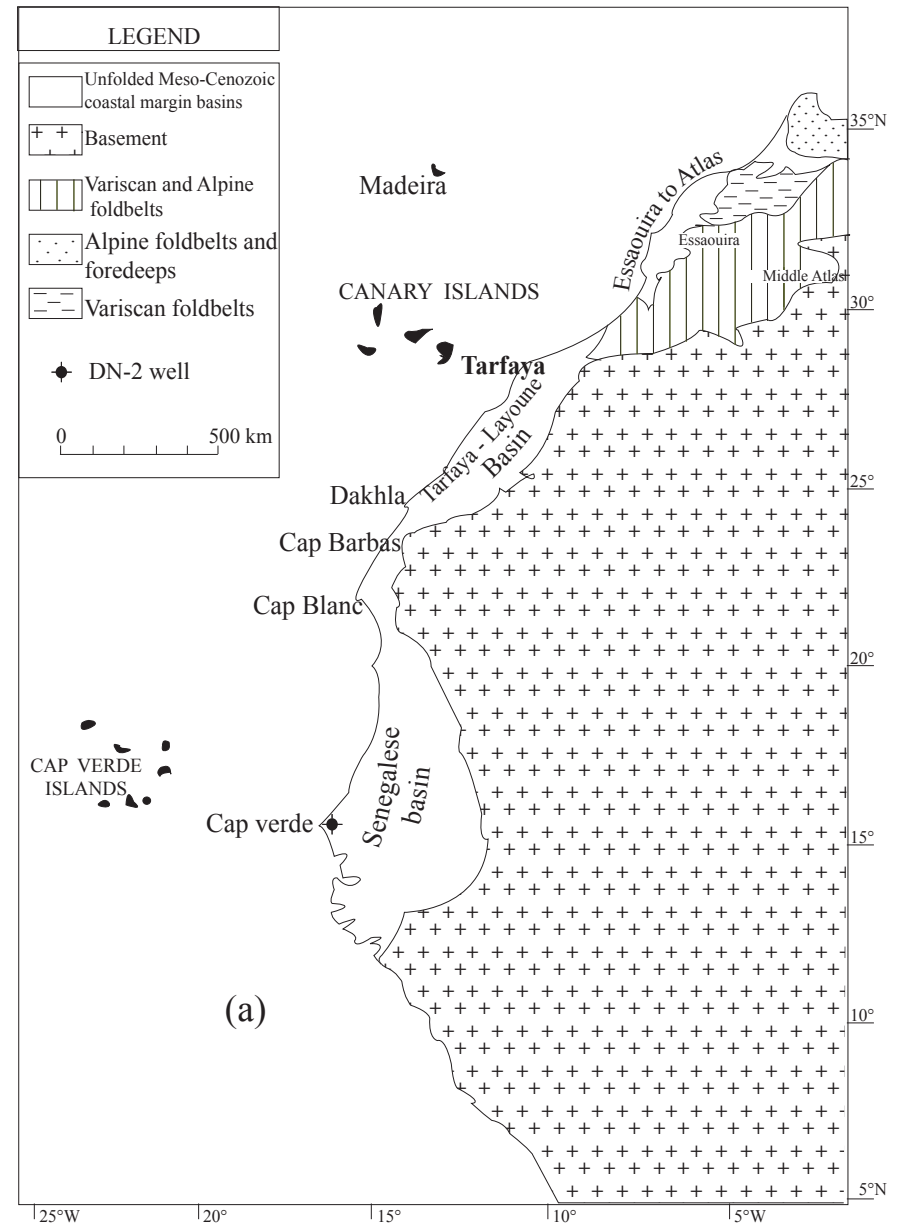 LEGEND
Unfolded Meso-Cenozoic
coastal margin basins
Basement
Variscan and Alpine
foldbelts
Alpine foldbelts and
foredeeps
Variscan foldbelts
DN-2 well
0
500 km
35°N
Madeira
Essaouira to Atlas
Essaouira
Middle Atlas
CANARY ISLANDS
30°
Tarfaya
Tarfaya - Layoune
Basin
Dakhla
25°
Cap Barbas
Cap Blanc
20°
CAP VERDE
ISLANDS
Senegalese
basin
Cap verde
15°
(a)
10°
5°N
25°W
20°
15°
10°
5°W